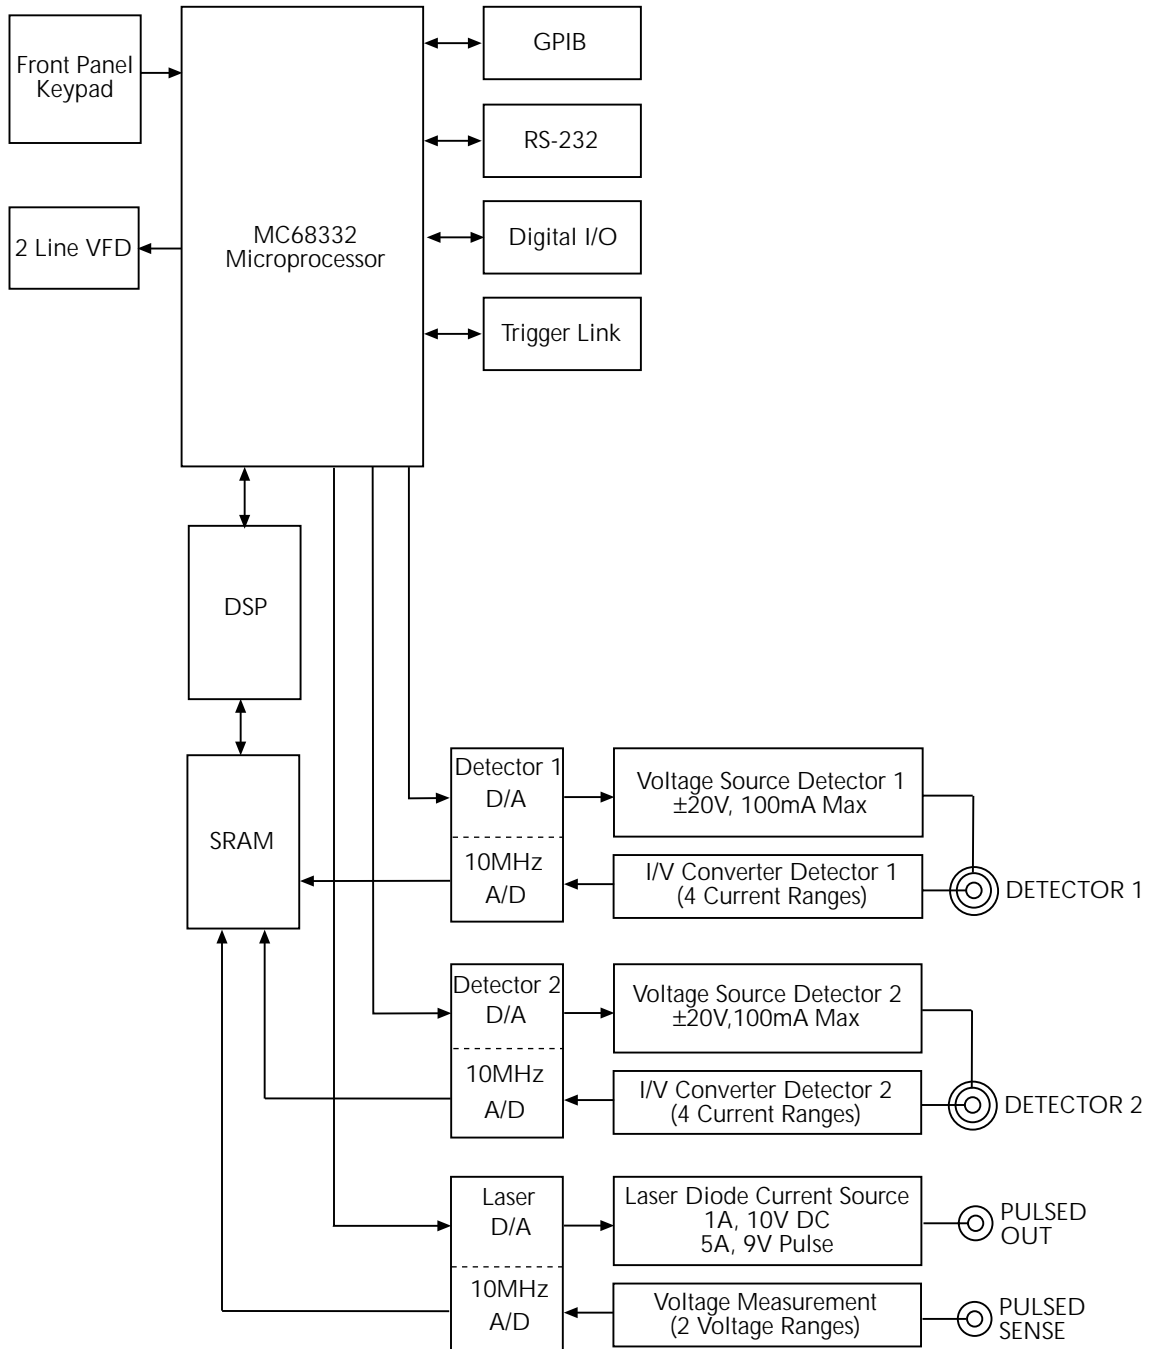 Front Panel
Keypad
2 Line VFD
MC68332
Microprocessor
GPIB
RS-232
Digital I/O
Trigger Link
DSP
SRAM
Detector 1
D/A
10MHz
A/D
Voltage Source Detector 1
±20V, 100mA Max
I/V Converter Detector 1
(4 Current Ranges)
DETECTOR 1
Detector 2
D/A
10MHz
A/D
Voltage Source Detector 2
±20V,100mA Max
I/V Converter Detector 2
(4 Current Ranges)
DETECTOR 2
Laser
D/A
10MHz
A/D
Laser Diode Current Source
1A, 10V DC
5A, 9V Pulse
Voltage Measurement
(2 Voltage Ranges)
PULSED
OUT
PULSED
SENSE